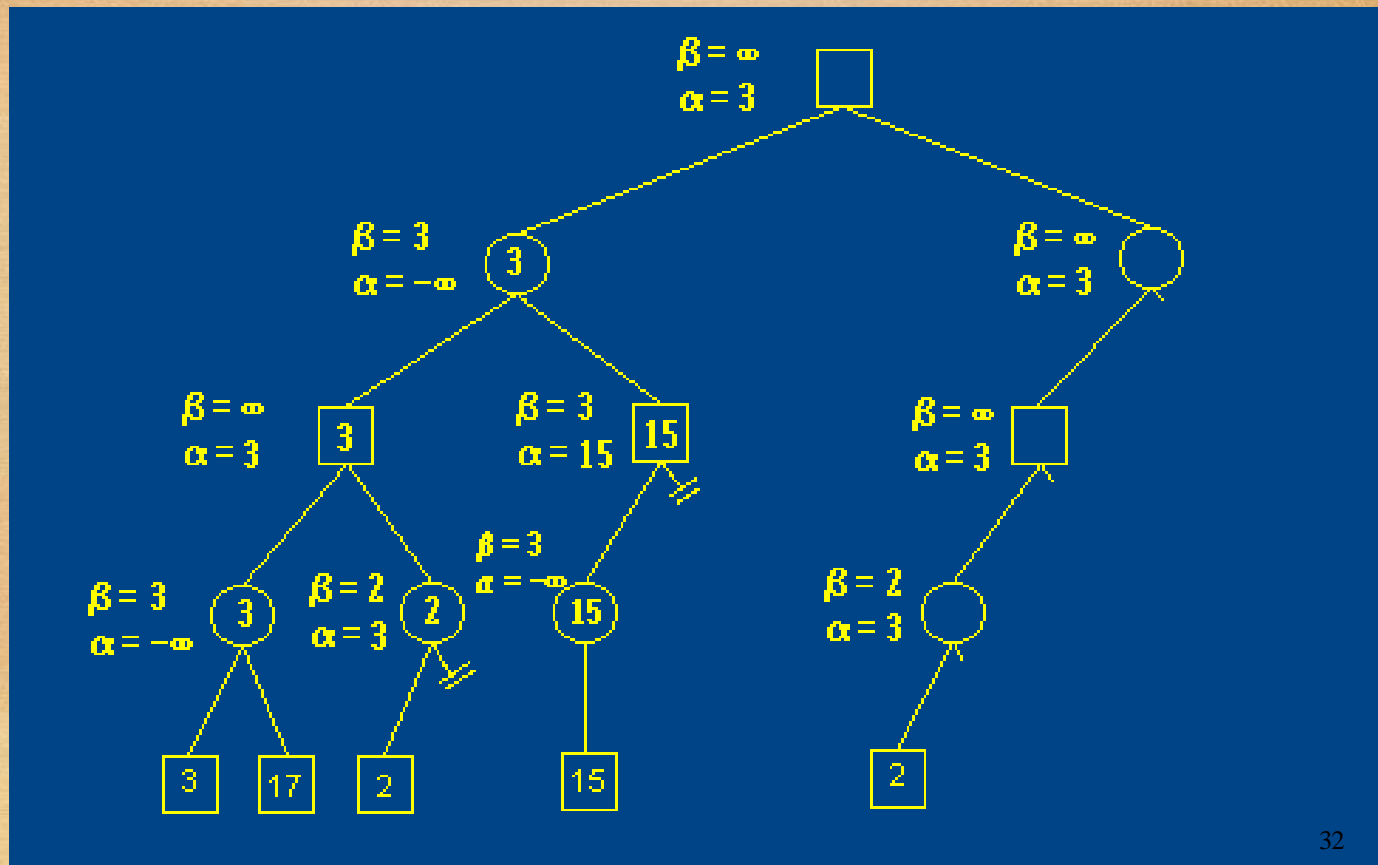 β = ∞
α = 3
β = 3
α = −∞
3
β = ∞
α = 3
β = ∞
α = 3
3
β = 3
α = 15
15
β = ∞
α = 3
β = 3
α = −∞
3
β = 2
α = 3
2
β = 3
α = −∞
15
β = 2
α = 3
3
17
2
15
2
32